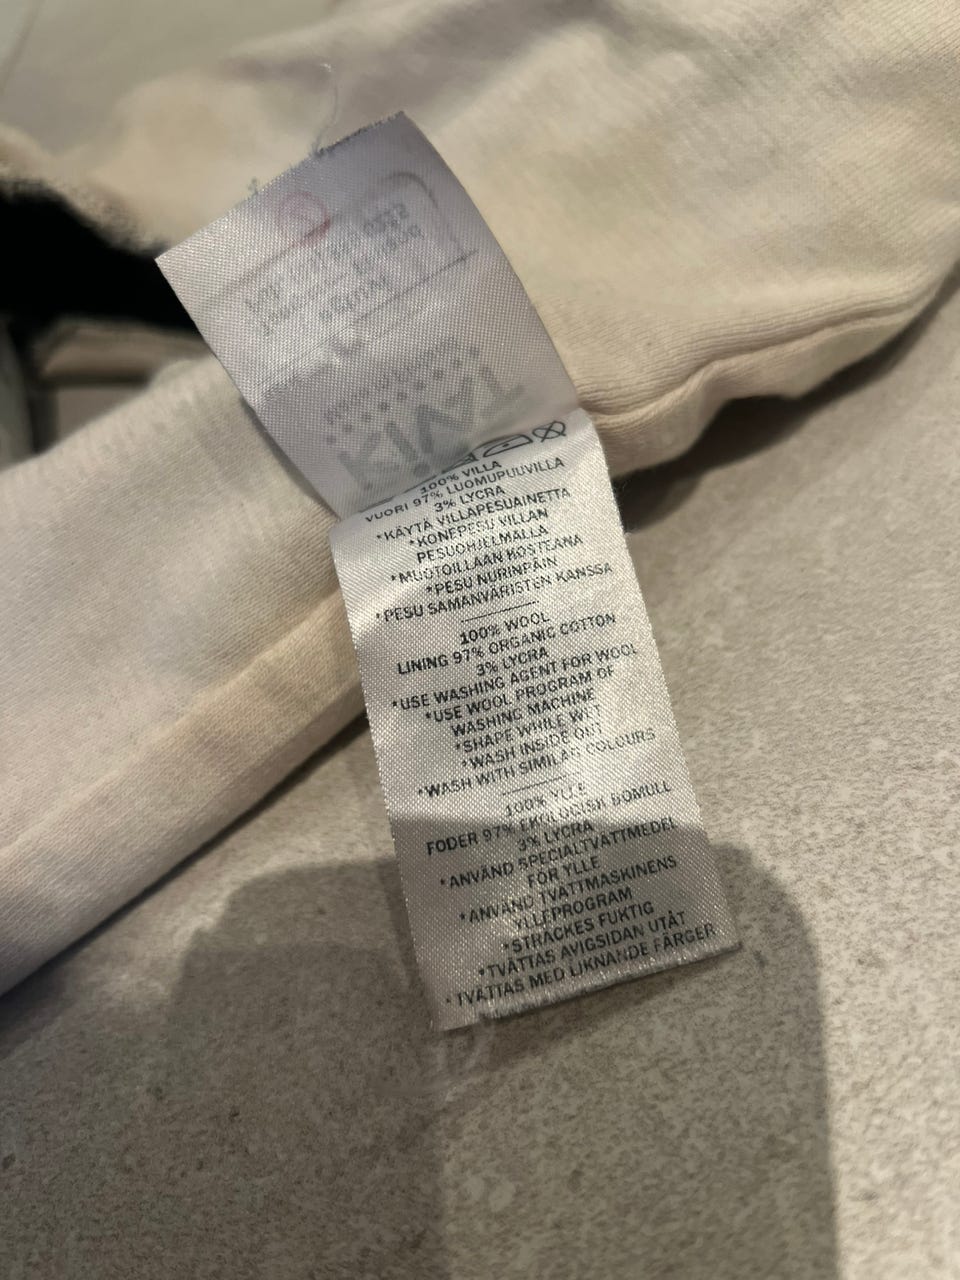 100% VILLA
VUORI 97% LUOMUPUUVILLA
3% LYCRA
*KÄYTÄ VILLAPESUAINETTA
*KONEPESU VILLAN
PESUOHJELMALLA
*MUOTOILLAAN KOSTEANA
*PESU NURINPÄIN
*PESU SAMANVÄRISTEN KANSSA
100% WOOL
LINING 97% ORGANIC COTTON
3% LYCRA
*USE WASHING AGENT FOR WOOL
*USE WOOL PROGRAM OF
WASHING MACHINE
*SHAPE WHILE WET
*WASH INSIDE OUT
*WASH WITH SIMILAR COLOURS
100% YLLE
FODER 97% EKOLOGISK BOMULL
3% LYCRA
*ANVÄND SPECIALTVÄTTMEDEL
FÖR YLLE
*ANVÄND TVÄTTMASKINENS
YLLEPROGRAM
*STRÄCKES FUKTIG
*TVÄTTAS AVIGSIDAN UTÅT
*TVÄTTAS MED LIKNANDE FÄRGER